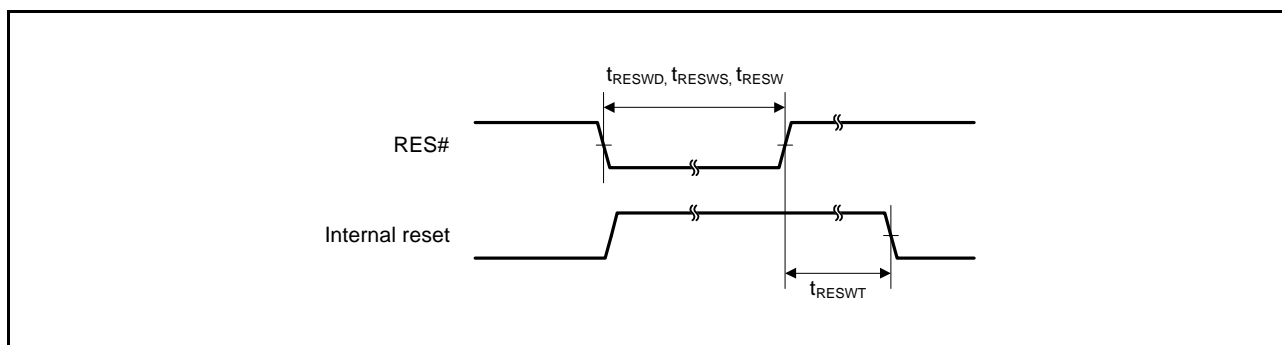 tRESWD, tRESWS, tRESW
RES#
Internal reset
tRESWT